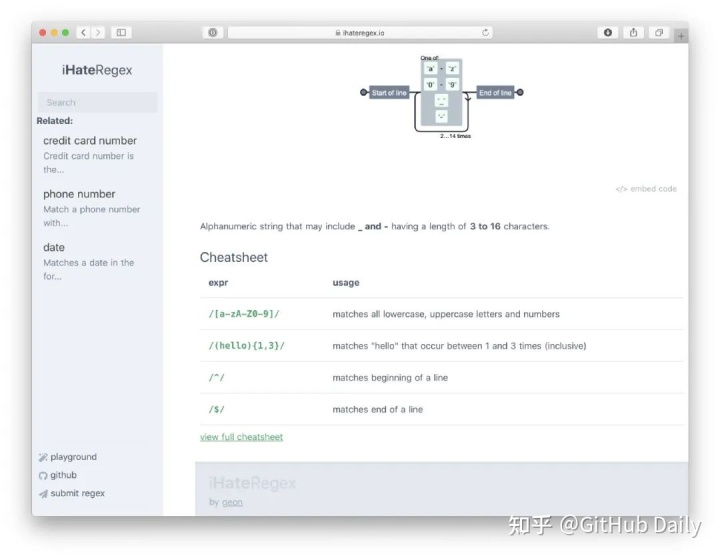 ihateregex.io
iHateRegex
Search
Related:
credit card number
Credit card number is
the...
phone number
Match a phone number
with...
date
Matches a date in the
for...
playground
github
submit regex
One of:
"a" - "z"
"0" - "9"
"_"
"-"
Start of line
End of line
2...14 times
</> embed code
Alphanumeric string that may include _ and - having a length of 3 to 16 characters.
Cheatsheet
expr usage
/[a-zA-Z0-9]/ matches all lowercase, uppercase letters and numbers
/(hello){1,3}/ matches "hello" that occur between 1 and 3 times (inclusive)
/^/ matches beginning of a line
/$/ matches end of a line
view full cheatsheet
iHateRegex
by geon
知乎 @GitHub Daily